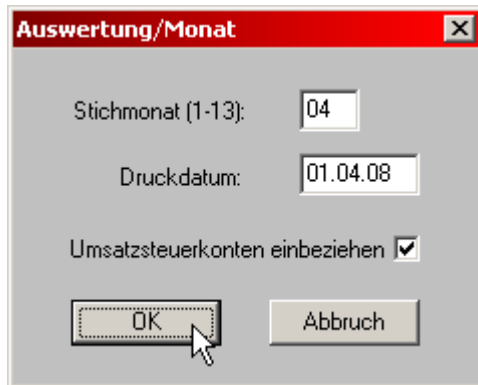 Auswertung/Monat
Stichmonat (1-13): 04
Druckdatum: 01.04.08
Umsatzsteuerkonten einbeziehen
OK Abbruch